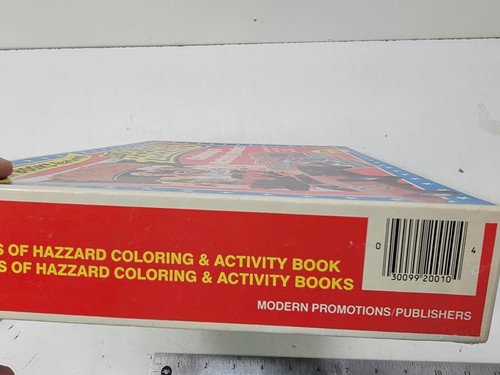 S OF HAZZARD COLORING & ACTIVITY BOOK
S OF HAZZARD COLORING & ACTIVITY BOOKS
0 30099 20010 4
MODERN PROMOTIONS/PUBLISHERS